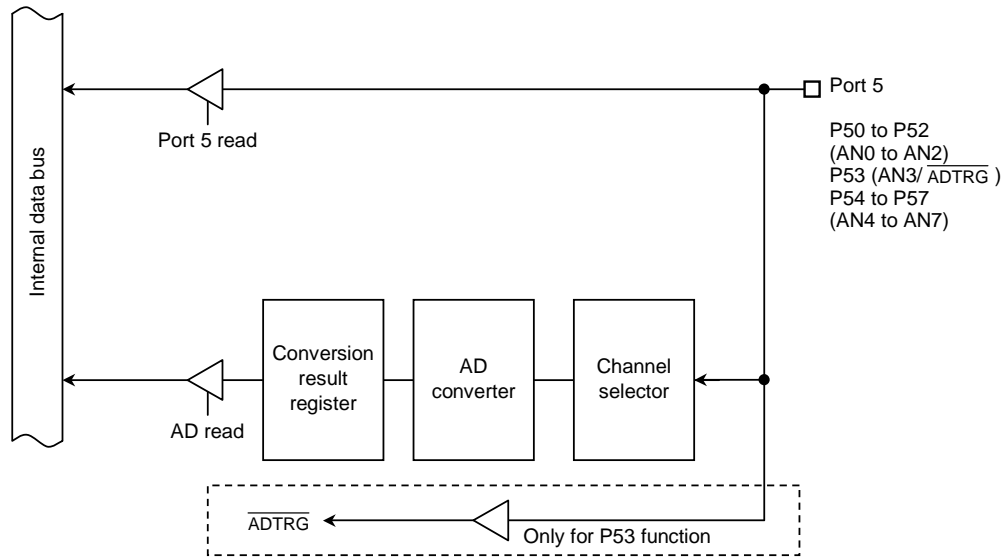 Port 5
Port 5 read
P50 to P52
(AN0 to AN2)
P53 (AN3/ ADTRG )
P54 to P57
(AN4 to AN7)
Internal data bus
Conversion
result
register
AD
converter
Channel
selector
AD read
ADTRG
Only for P53 function